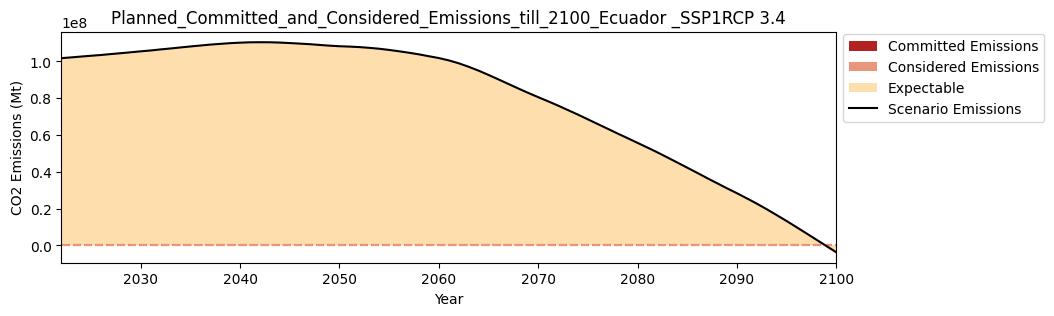 Planned_Committed_and_Considered_Emissions_till_2100_Ecuador _SSP1RCP 3.4
1e8
1.0
0.8
0.6
0.4
0.2
0.0
CO2 Emissions (Mt)
2030 2040 2050 2060 2070 2080 2090 2100
Year
Committed Emissions
Considered Emissions
Expectable
Scenario Emissions